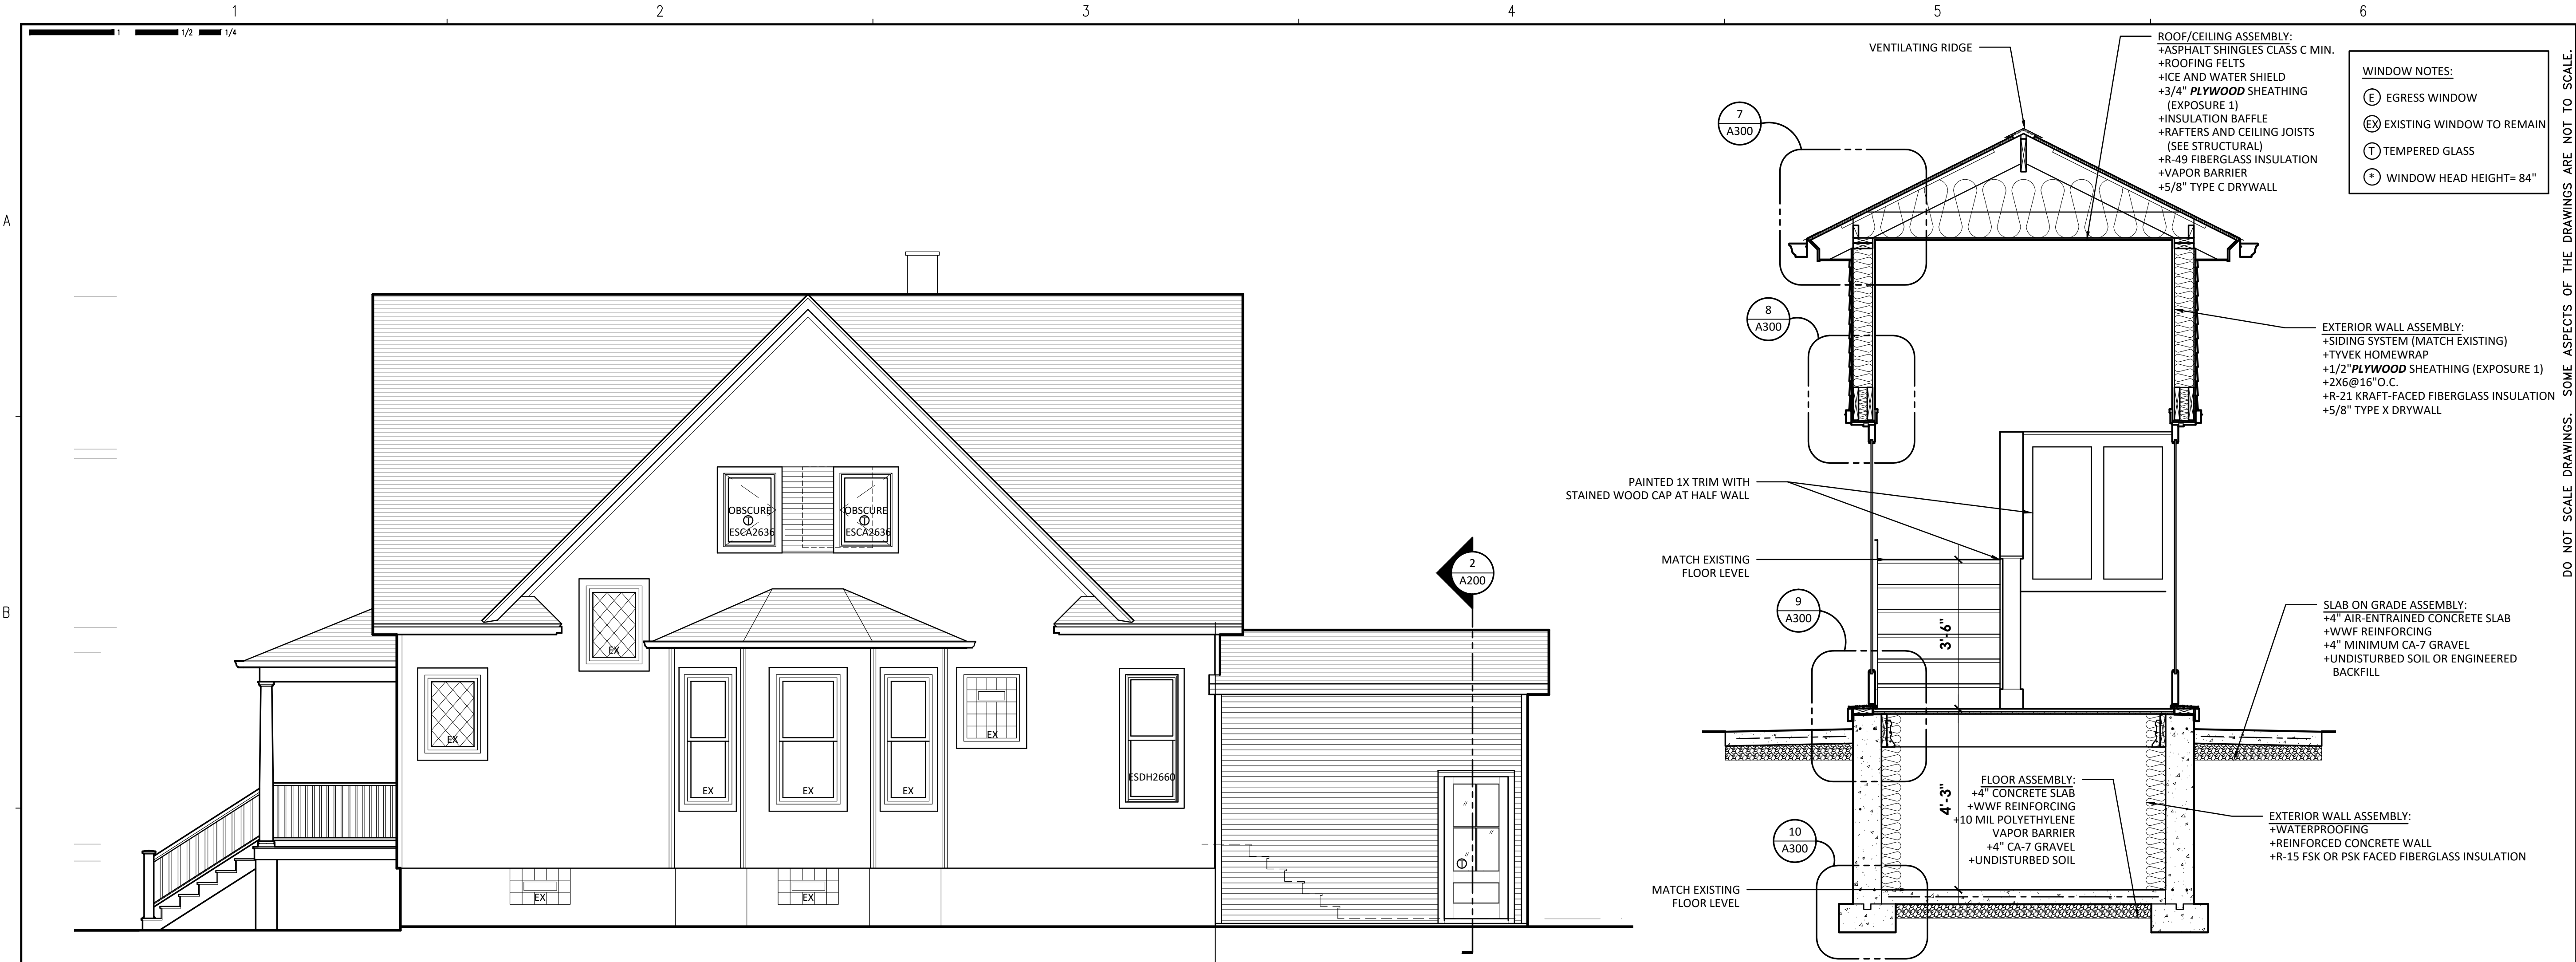 1
2
3
4
5
6
A
B
1
1/2
1/4
OBSCURE
T
ESCA2636
OBSCURE
T
ESCA2636
EX
EX
EX
EX
EX
EX
ESDH2660
EX
EX
T
2
A200
VENTILATING RIDGE
7
A300
8
A300
PAINTED 1X TRIM WITH
STAINED WOOD CAP AT HALF WALL
MATCH EXISTING
FLOOR LEVEL
9
A300
3'-6"
4'-3"
FLOOR ASSEMBLY:
+4" CONCRETE SLAB
+WWF REINFORCING
+10 MIL POLYETHYLENE
VAPOR BARRIER
+4" CA-7 GRAVEL
+UNDISTURBED SOIL
10
A300
MATCH EXISTING
FLOOR LEVEL
ROOF/CEILING ASSEMBLY:
+ASPHALT SHINGLES CLASS C MIN.
+ROOFING FELTS
+ICE AND WATER SHIELD
+3/4" PLYWOOD SHEATHING
(EXPOSURE 1)
+INSULATION BAFFLE
+RAFTERS AND CEILING JOISTS
(SEE STRUCTURAL)
+R-49 FIBERGLASS INSULATION
+VAPOR BARRIER
+5/8" TYPE C DRYWALL
WINDOW NOTES:
E EGRESS WINDOW
EX EXISTING WINDOW TO REMAIN
T TEMPERED GLASS
* WINDOW HEAD HEIGHT= 84"
EXTERIOR WALL ASSEMBLY:
+SIDING SYSTEM (MATCH EXISTING)
+TYVEK HOMEWRAP
+1/2"PLYWOOD SHEATHING (EXPOSURE 1)
+2X6@16"O.C.
+R-21 KRAFT-FACED FIBERGLASS INSULATION
+5/8" TYPE X DRYWALL
SLAB ON GRADE ASSEMBLY:
+4" AIR-ENTRAINED CONCRETE SLAB
+WWF REINFORCING
+4" MINIMUM CA-7 GRAVEL
+UNDISTURBED SOIL OR ENGINEERED
BACKFILL
EXTERIOR WALL ASSEMBLY:
+WATERPROOFING
+REINFORCED CONCRETE WALL
+R-15 FSK OR PSK FACED FIBERGLASS INSULATION
DO NOT SCALE DRAWINGS. SOME ASPECTS OF THE DRAWINGS ARE NOT TO SCALE.